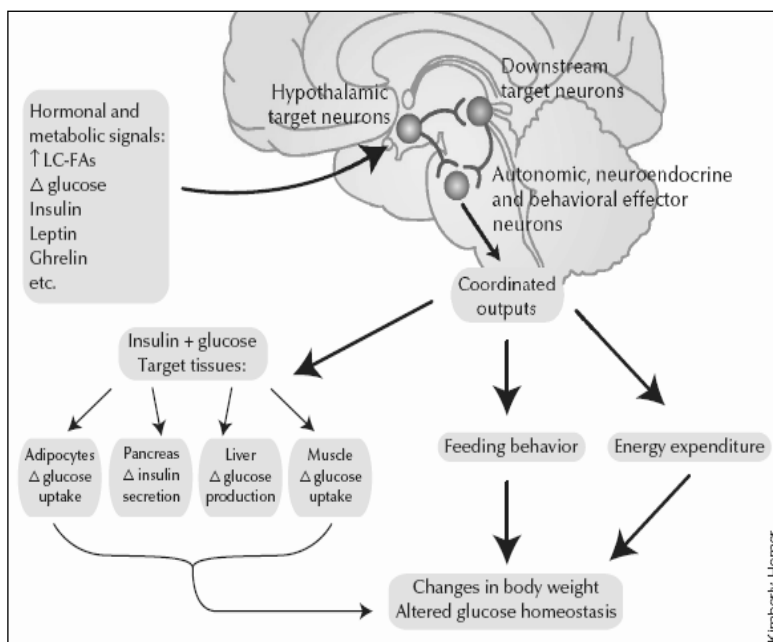 Hormonal and
metabolic signals:
↑ LC-FAs
Δ glucose
Insulin
Leptin
Ghrelin
etc.
Hypothalamic
target neurons
Downstream
target neurons
Autonomic, neuroendocrine
and behavioral effector
neurons
Coordinated
outputs
Insulin + glucose
Target tissues:
Adipocytes
Δ glucose
uptake
Pancreas
Δ insulin
secretion
Liver
Δ glucose
production
Muscle
Δ glucose
uptake
Feeding behavior
Energy expenditure
Changes in body weight
Altered glucose homeostasis
Kimberly Horner